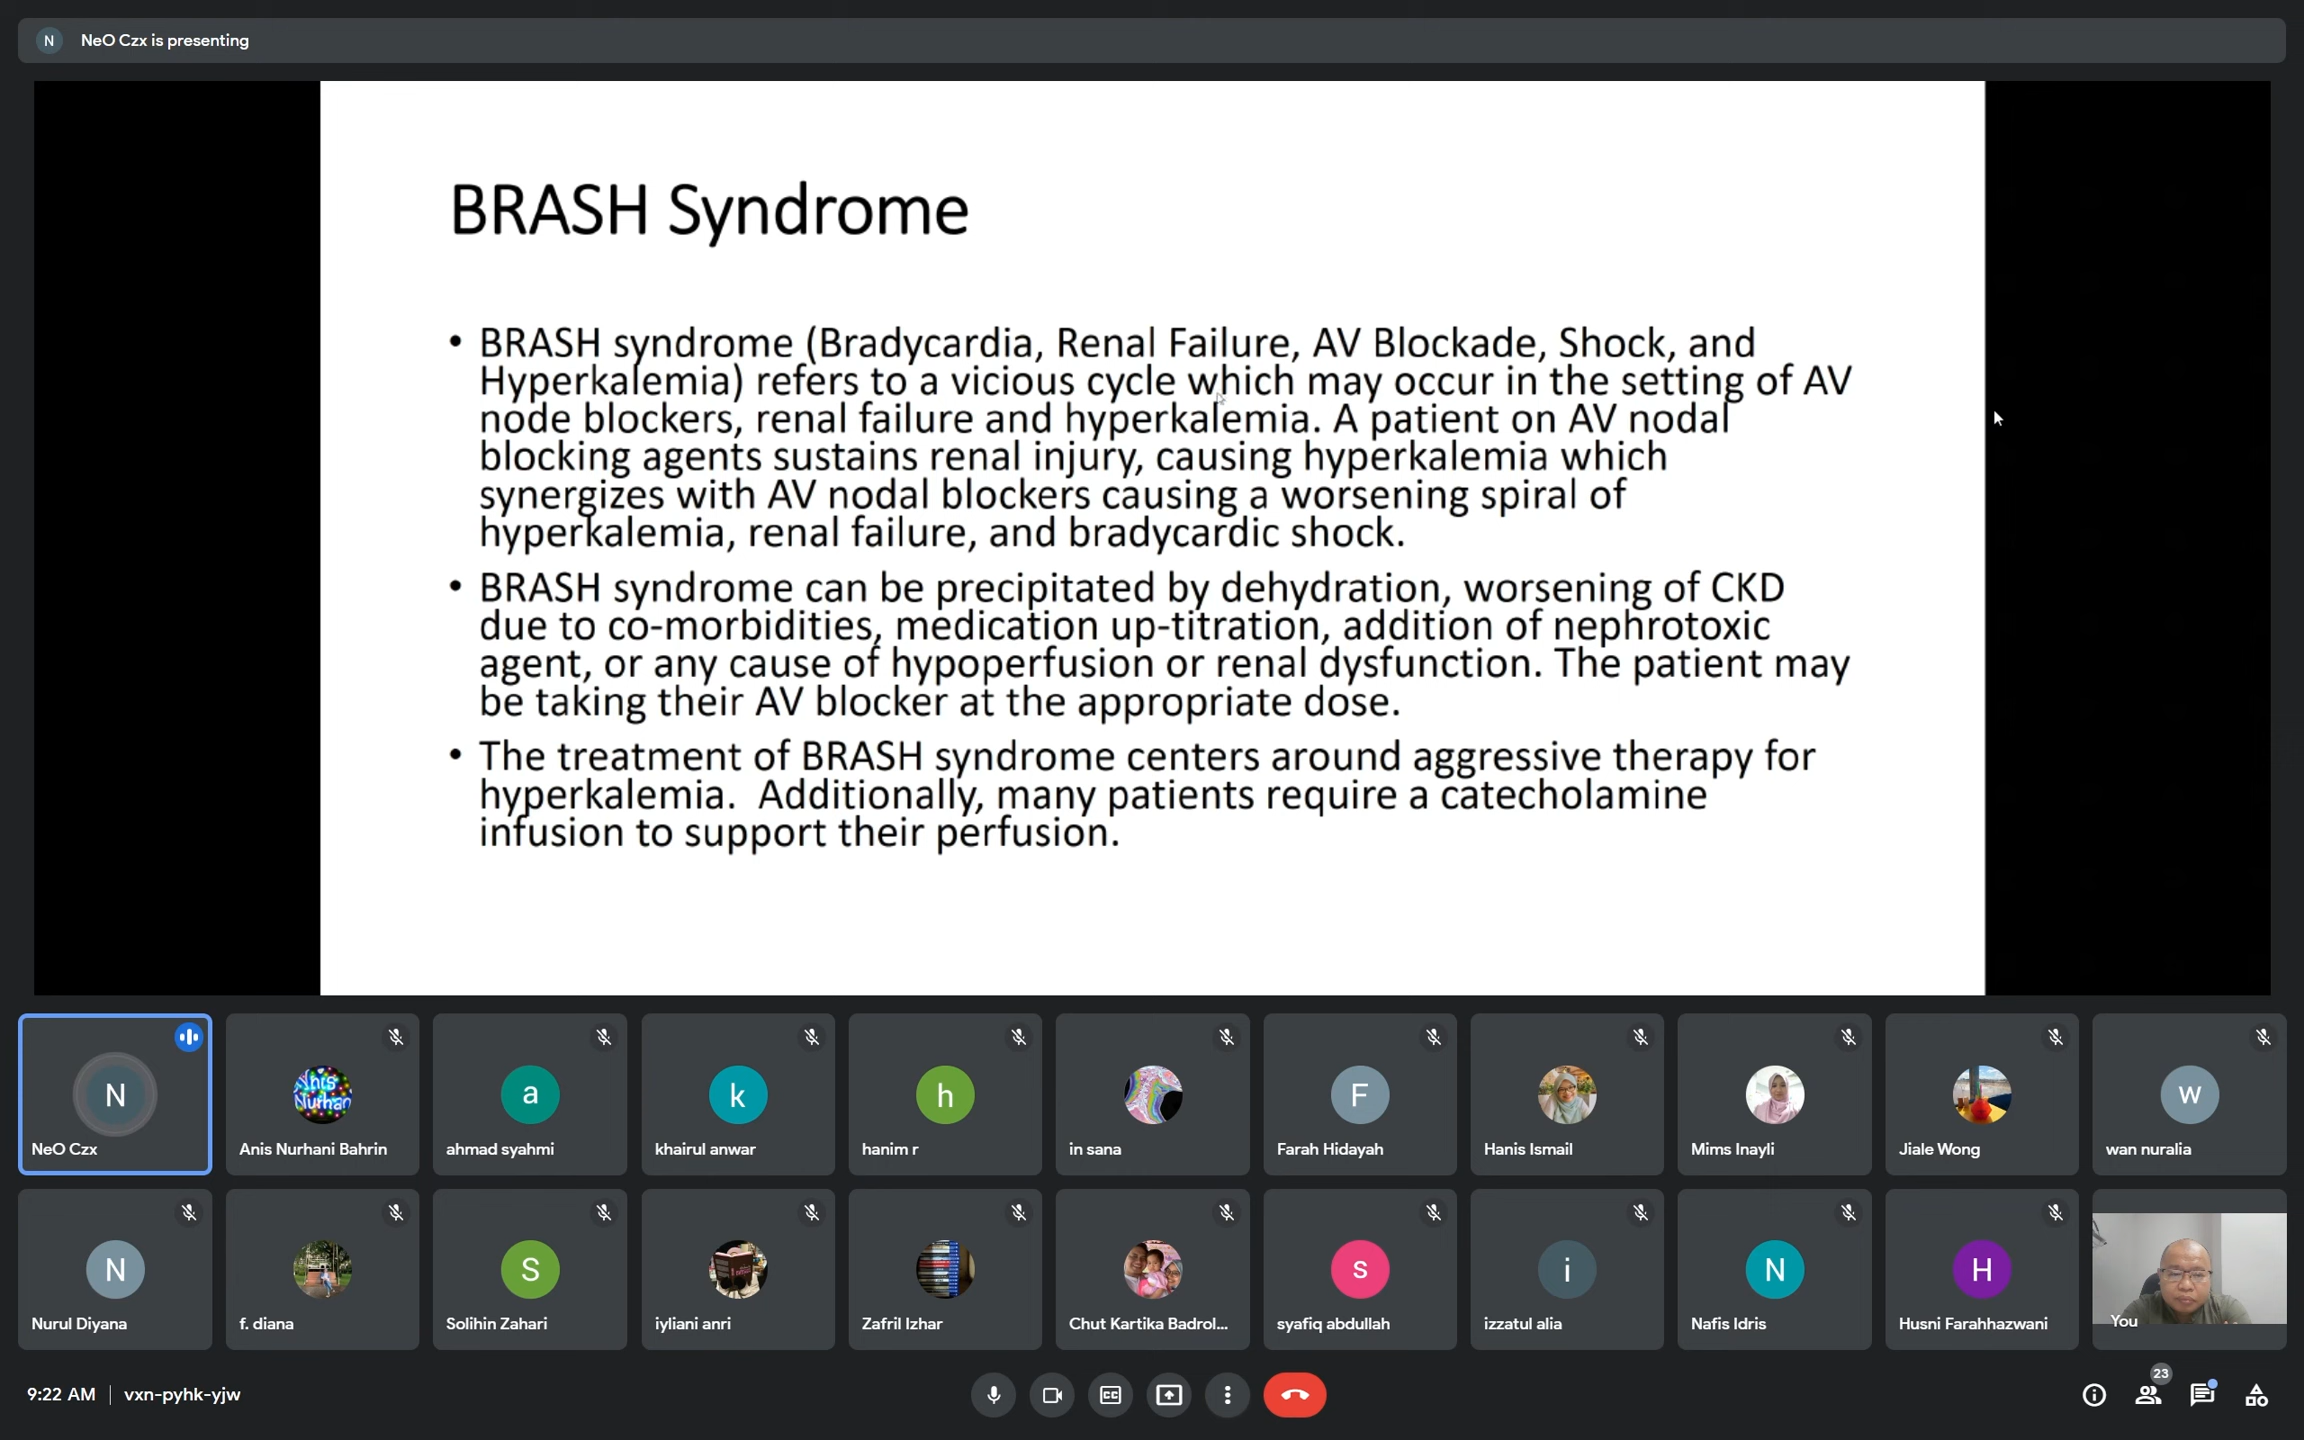 N NeO Czx is presenting
BRASH Syndrome
• BRASH syndrome (Bradycardia, Renal Failure, AV Blockade, Shock, and
Hyperkalemia) refers to a vicious cycle which may occur in the setting of AV
node blockers, renal failure and hyperkalemia. A patient on AV nodal
blocking agents sustains renal injury, causing hyperkalemia which
synergizes with AV nodal blockers causing a worsening spiral of
hyperkalemia, renal failure, and bradycardic shock.
• BRASH syndrome can be precipitated by dehydration, worsening of CKD
due to co-morbidities, medication up-titration, addition of nephrotoxic
agent, or any cause of hypoperfusion or renal dysfunction. The patient may
be taking their AV blocker at the appropriate dose.
• The treatment of BRASH syndrome centers around aggressive therapy for
hyperkalemia.  Additionally, many patients require a catecholamine
infusion to support their perfusion.
N
NeO Czx
Anis Nurhani Bahrin
a
ahmad syahmi
k
khairul anwar
h
hanim r
in sana
F
Farah Hidayah
Hanis Ismail
Mims Inayli
Jiale Wong
w
wan nuralia
N
Nurul Diyana
f. diana
S
Solihin Zahari
iyliani anri
Zafril Izhar
Chut Kartika Badrol...
s
syafiq abdullah
i
izzatul alia
N
Nafis Idris
H
Husni Farahhazwani
You
9:22 AM | vxn-pyhk-yjw
CC
23